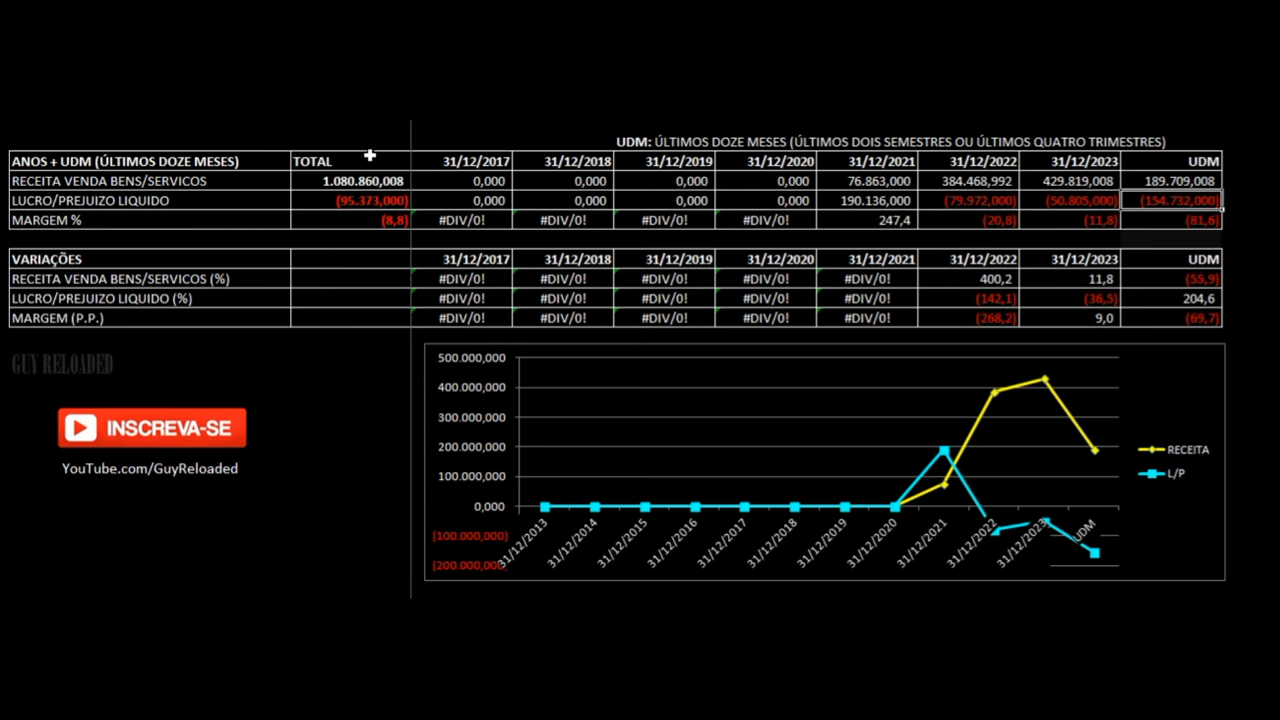 UDM: ÚLTIMOS DOZE MESES (ÚLTIMOS DOIS SEMESTRES OU ÚLTIMOS QUATRO TRIMESTRES)
ANOS + UDM (ÚLTIMOS DOZE MESES) TOTAL 31/12/2017 31/12/2018 31/12/2019 31/12/2020 31/12/2021 31/12/2022 31/12/2023 UDM
RECEITA VENDA BENS/SERVICOS 1.080.860,008 0,000 0,000 0,000 0,000 76.863,000 384.468,992 429.819,008 189.709,008
LUCRO/PREJUIZO LIQUIDO (95.373,000) 0,000 0,000 0,000 0,000 190.136,000 (79.972,000) (50.805,000) (154.732,000)
MARGEM % (8,8) #DIV/0! #DIV/0! #DIV/0! #DIV/0! 247,4 (20,8) (11,8) (81,6)
VARIAÇÕES 31/12/2017 31/12/2018 31/12/2019 31/12/2020 31/12/2021 31/12/2022 31/12/2023 UDM
RECEITA VENDA BENS/SERVICOS (%) #DIV/0! #DIV/0! #DIV/0! #DIV/0! #DIV/0! 400,2 11,8 (55,9)
LUCRO/PREJUIZO LIQUIDO (%) #DIV/0! #DIV/0! #DIV/0! #DIV/0! #DIV/0! (142,1) (36,5) 204,6
MARGEM (P.P.) #DIV/0! #DIV/0! #DIV/0! #DIV/0! #DIV/0! (268,2) 9,0 (69,7)
GUY RELOADED
INSCREVA-SE
YouTube.com/GuyReloaded
500.000,000
400.000,000
300.000,000
200.000,000
100.000,000
0,000
(100.000,000)
(200.000,000)
31/12/2013 31/12/2014 31/12/2015 31/12/2016 31/12/2017 31/12/2018 31/12/2019 31/12/2020 31/12/2021 31/12/2022 31/12/2023 UDM
RECEITA
L/P